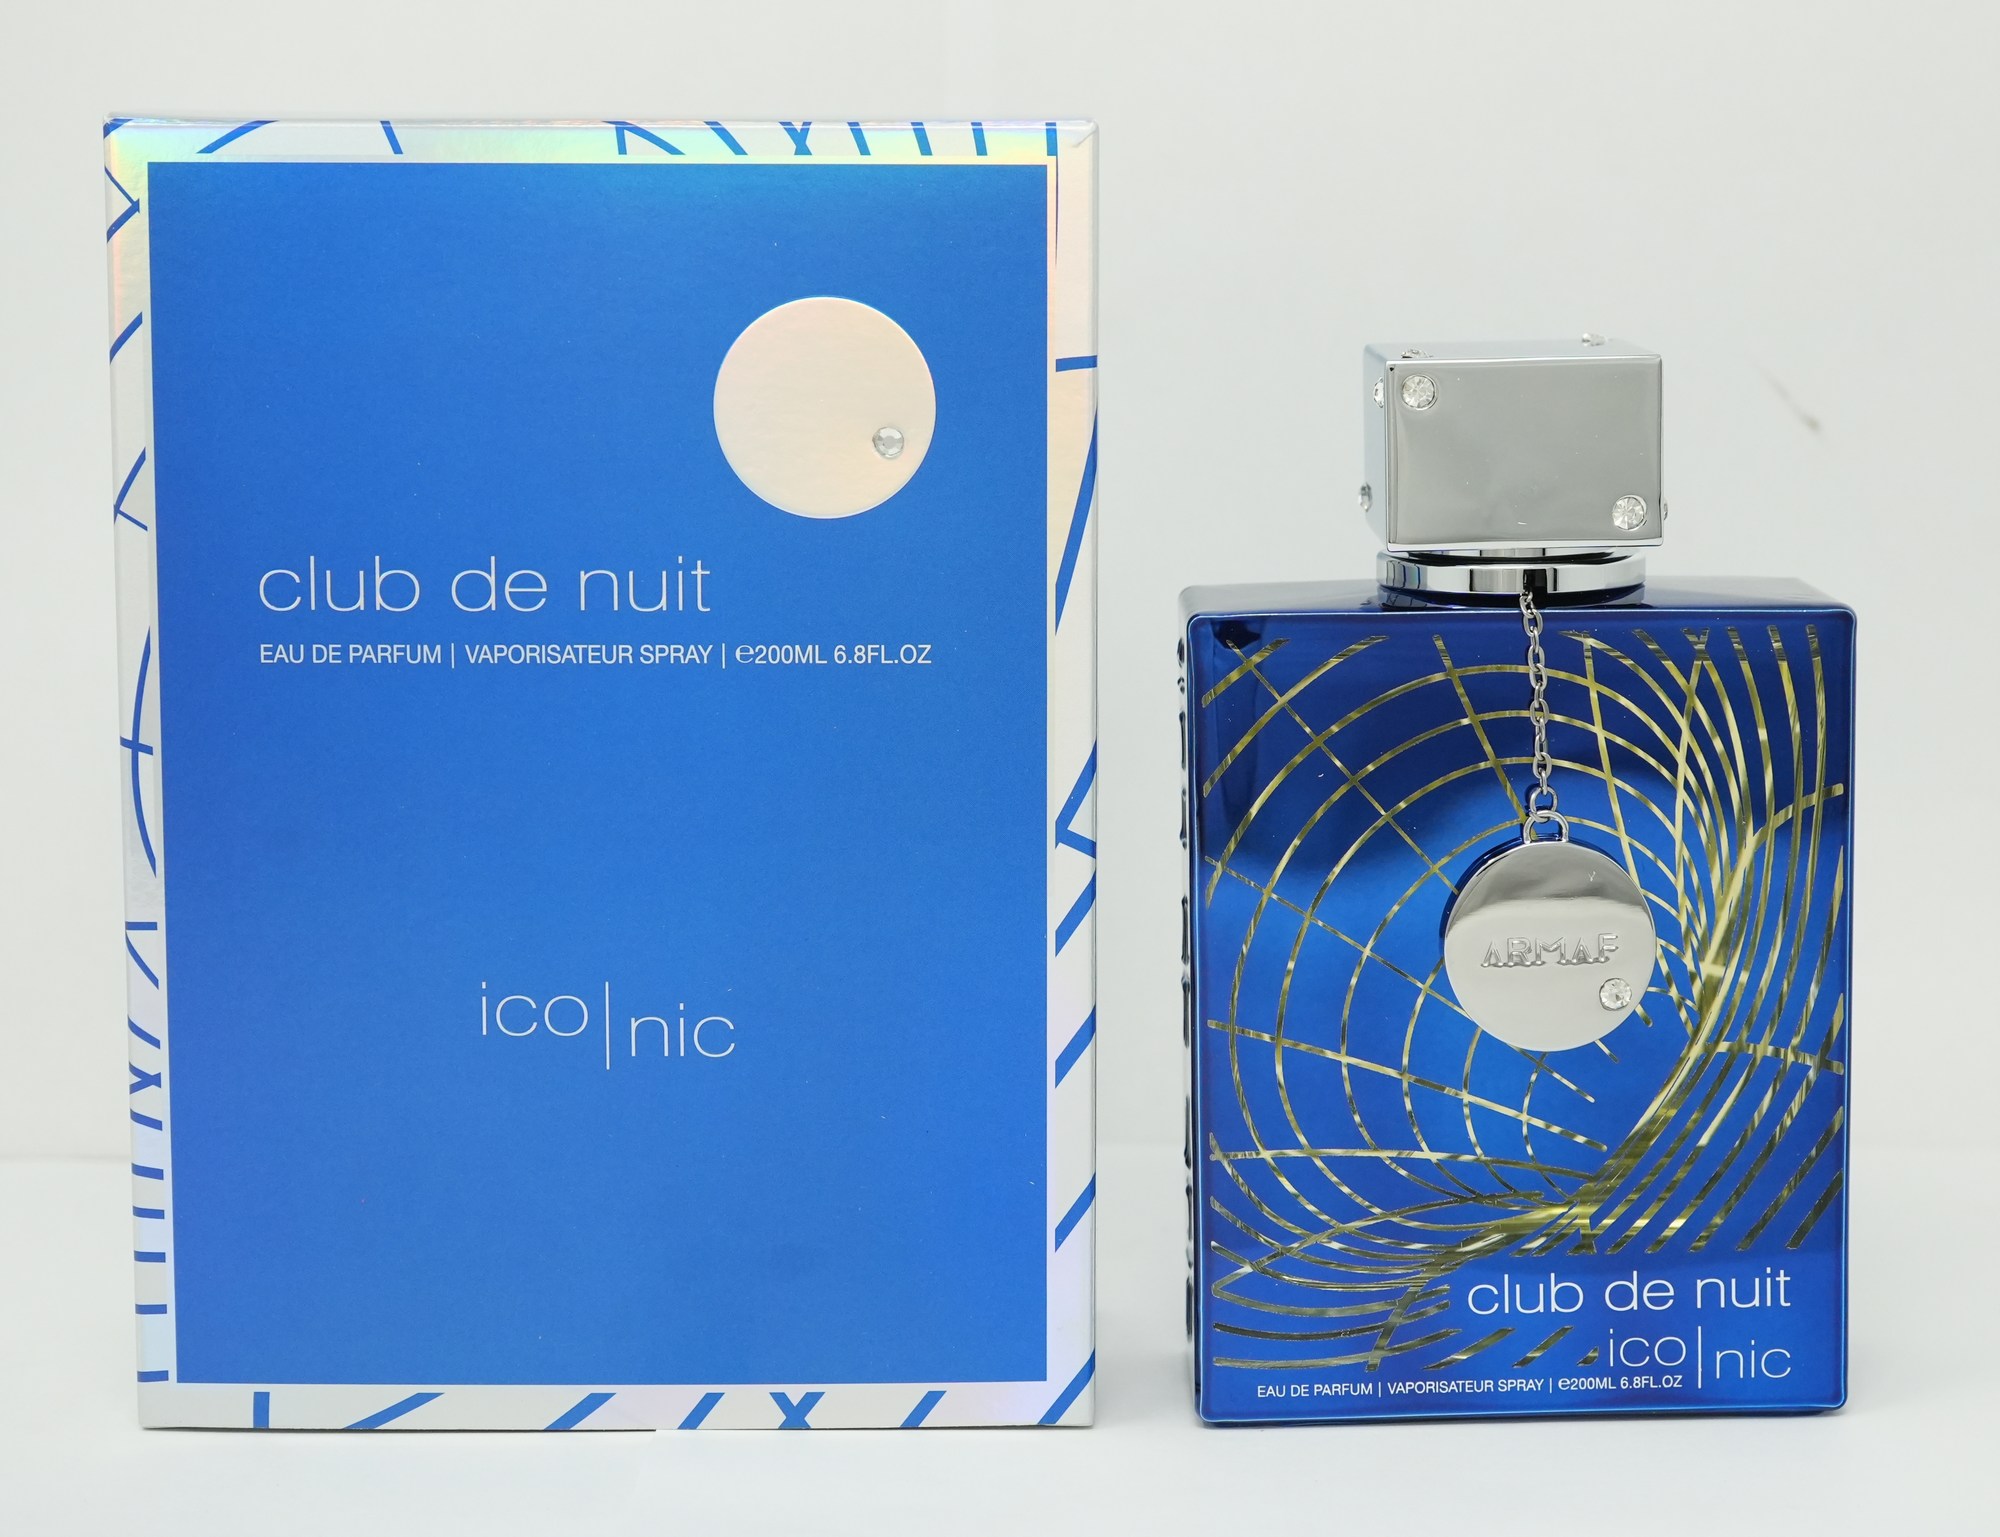 club de nuit
EAU DE PARFUM | VAPORISATEUR SPRAY | ℮200ML 6.8FL.OZ
ico|nic
ARMAF
club de nuit
ico|nic
EAU DE PARFUM | VAPORISATEUR SPRAY | ℮200ML 6.8FL.OZ